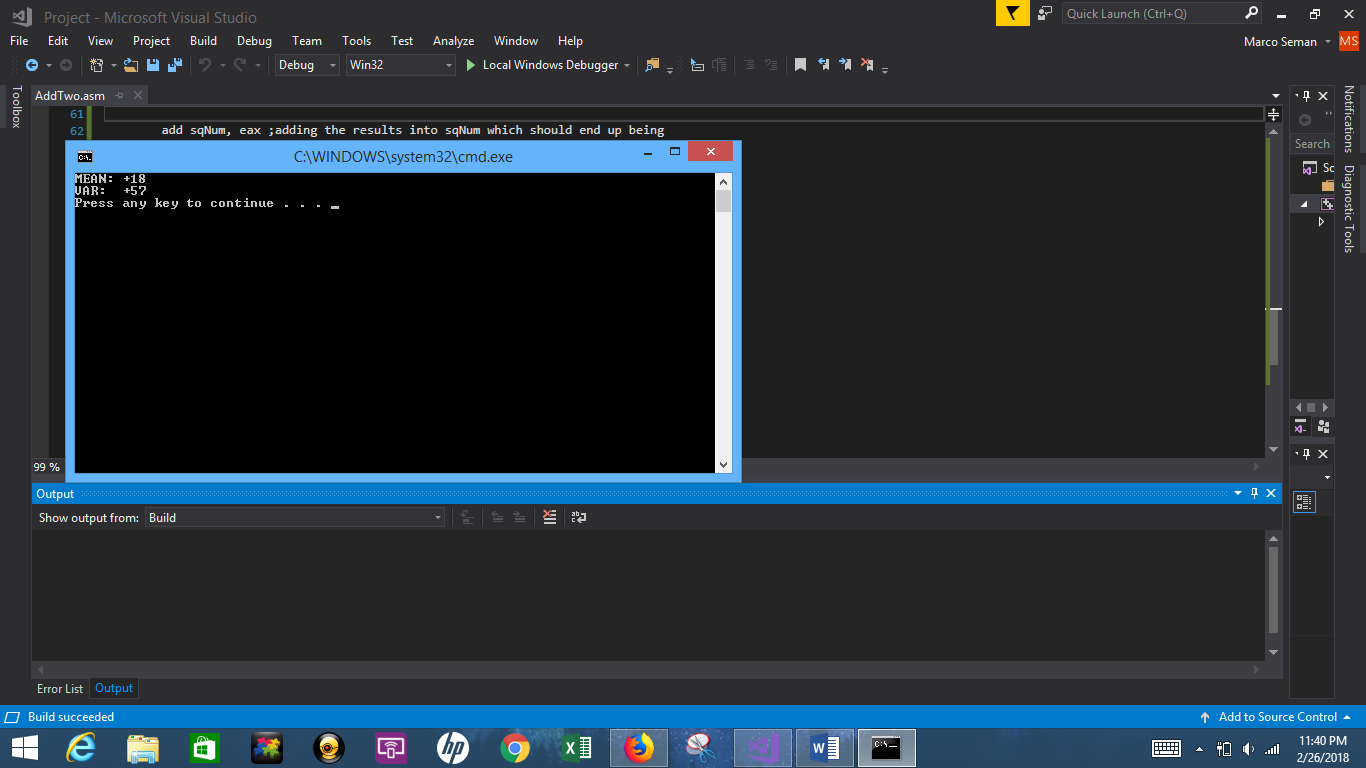 Project - Microsoft Visual Studio
Quick Launch (Ctrl+Q)
File Edit View Project Build Debug Team Tools Test Analyze Window Help
Marco Seman MS
Debug Win32 Local Windows Debugger
Toolbox
AddTwo.asm
61
62 add sqNum, eax ;adding the results into sqNum which should end up being
C:\WINDOWS\system32\cmd.exe
MEAN: +18
VAR: +57
Press any key to continue . . . _
Search
Notifications
Diagnostic Tools
99 %
Output
Show output from: Build
Error List Output
Build succeeded
Add to Source Control
11:40 PM
2/26/2018